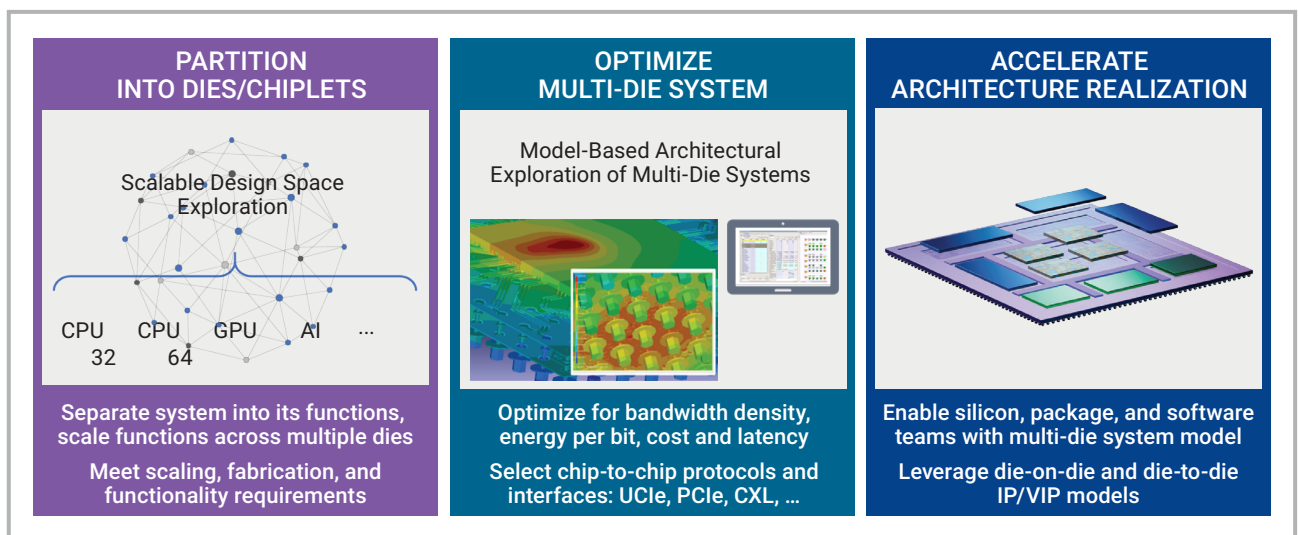 PARTITION
INTO DIES/CHIPLETS
Scalable Design Space
Exploration
CPU CPU GPU AI ...
32 64
Separate system into its functions,
scale functions across multiple dies
Meet scaling, fabrication, and
functionality requirements
OPTIMIZE
MULTI-DIE SYSTEM
Model-Based Architectural
Exploration of Multi-Die Systems
Optimize for bandwidth density,
energy per bit, cost and latency
Select chip-to-chip protocols and
interfaces: UCIe, PCIe, CXL, ...
ACCELERATE
ARCHITECTURE REALIZATION
Enable silicon, package, and software
teams with multi-die system model
Leverage die-on-die and die-to-die
IP/VIP models